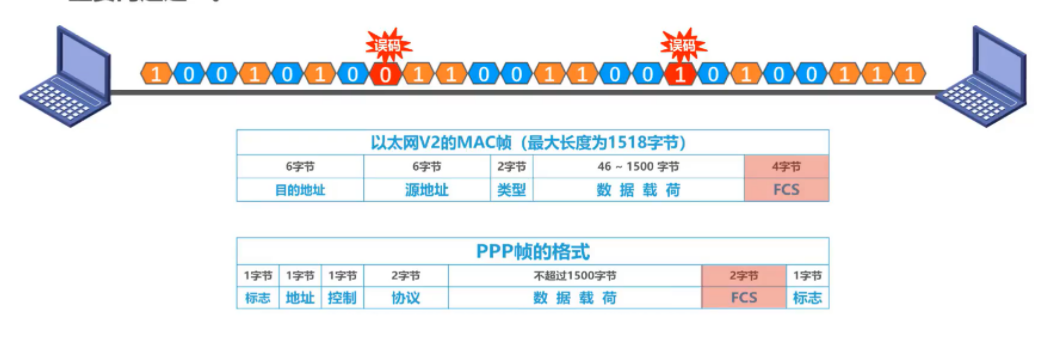 误码 误码
1 0 0 1 0 1 0 0 1 1 0 0 1 1 0 0 1 0 1 0 0 1 1 1
以太网V2的MAC帧（最大长度为1518字节）
6字节 6字节 2字节 46 ~ 1500 字节 4字节
目的地址 源地址 类型 数 据 载 荷 FCS
PPP帧的格式
1字节 1字节 1字节 2字节 不超过1500字节 2字节 1字节
标志 地址 控制 协议 数 据 载 荷 FCS 标志